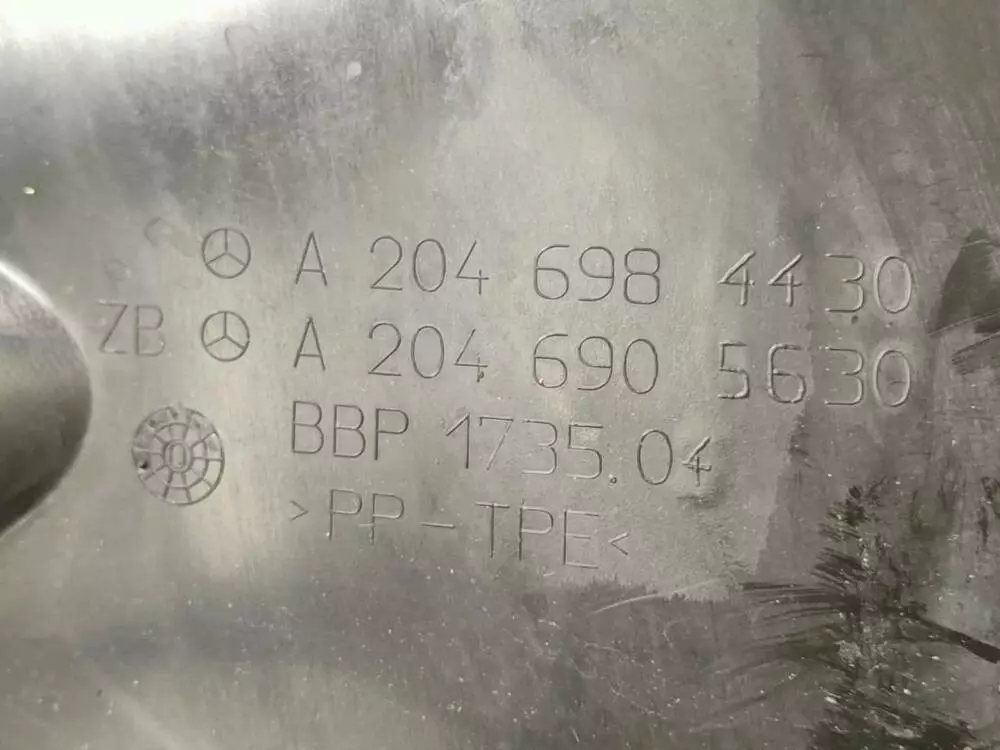 A 204 698 4430
ZB A 204 690 5630
BBP 1735.04
>PP-TPE<